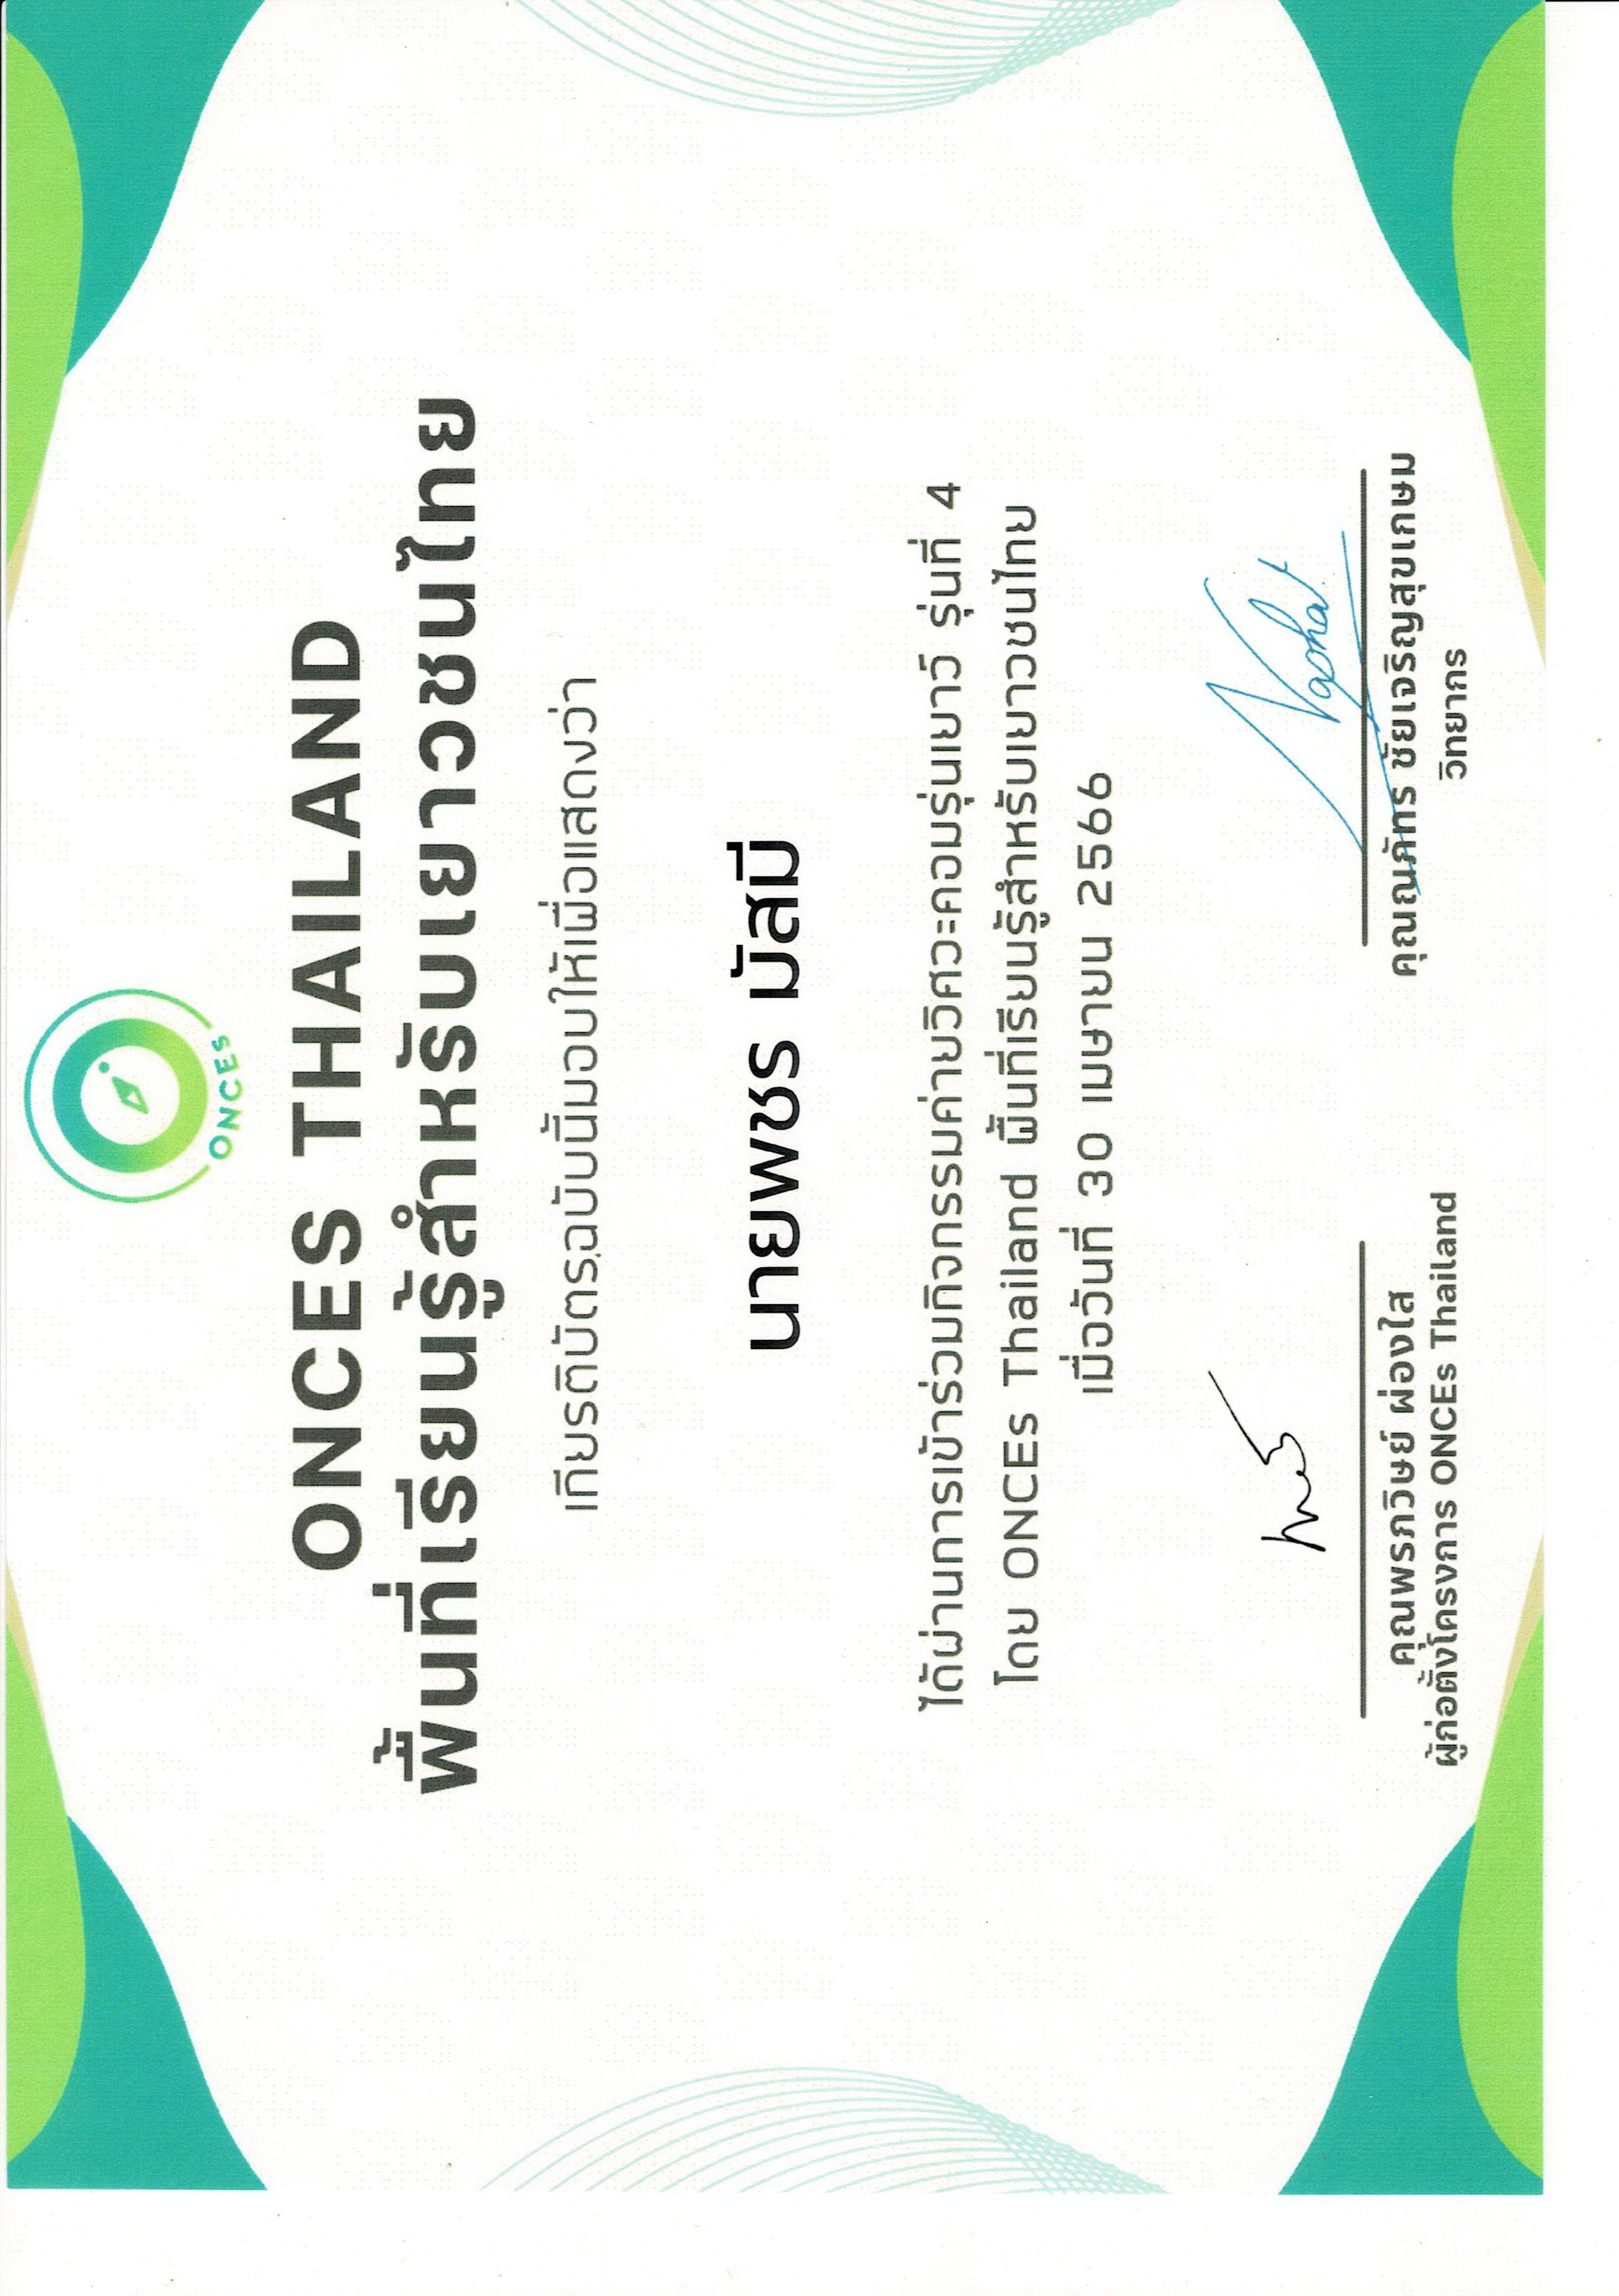 ONCES
ONCES THAILAND
พื้นที่เรียนรู้สำหรับเยาวชนไทย
เกียรติบัตรฉบับนี้มอบให้เพื่อแสดงว่า
นายพชร มัสมี
ได้ผ่านการเข้าร่วมกิจกรรมค่ายวิศวะคอมรุ่นเยาว์ รุ่นที่ 4
โดย ONCEs Thailand พื้นที่เรียนรู้สำหรับเยาวชนไทย
เมื่อวันที่ 30 เมษายน 2566
คุณพรภวิษย์ ผ่องใส
ผู้ก่อตั้งโครงการ ONCEs Thailand
ชัยเจริญสุขเกษม
วิทยากร